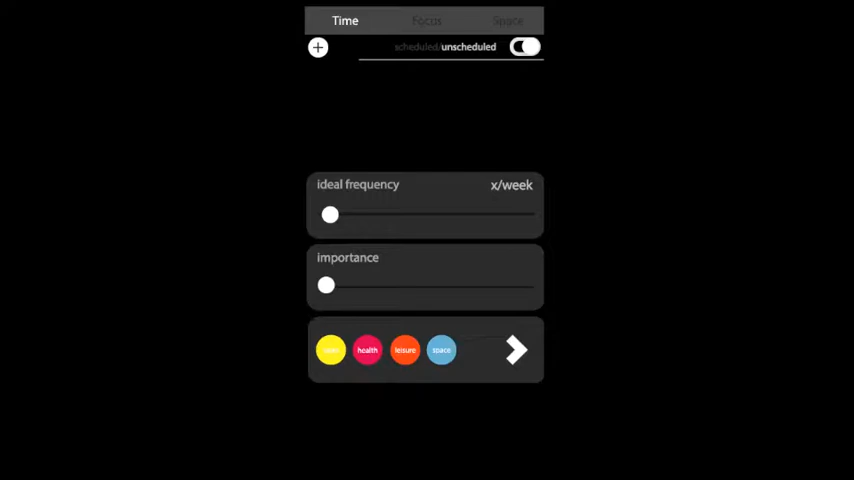 Time Focus Space
+ scheduled/unscheduled
ideal frequency x/week
importance
health leisure space